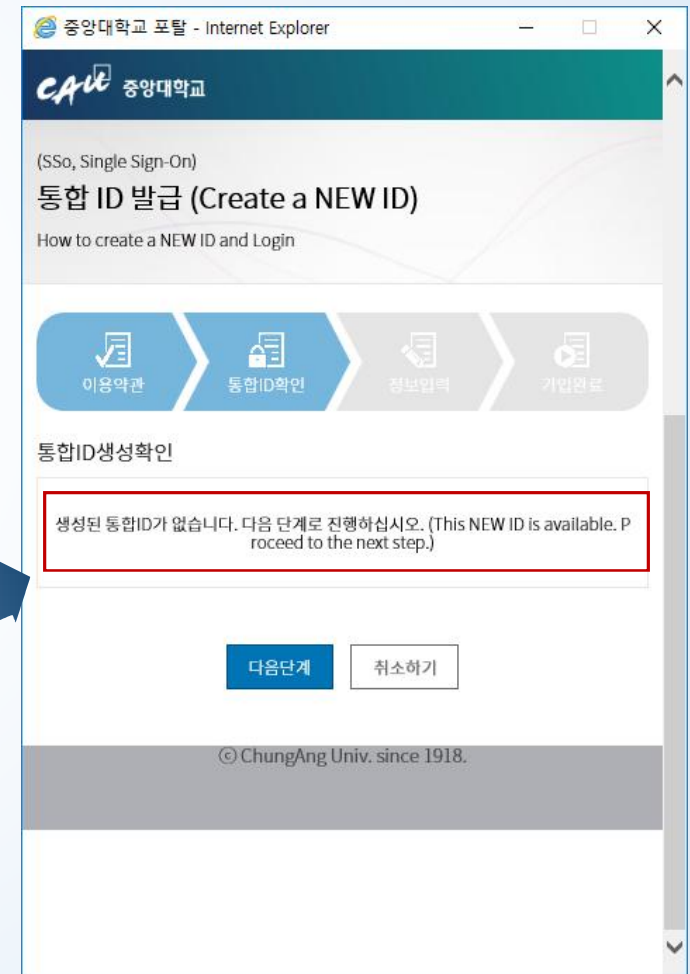 중앙대학교 포탈 - Internet Explorer
CAU 중앙대학교
(SSo, Single Sign-On)
통합 ID 발급 (Create a NEW ID)
How to create a NEW ID and Login
이용약관 통합ID확인 정보입력 가입완료
통합ID생성확인
생성된 통합ID가 없습니다. 다음 단계로 진행하십시오. (This NEW ID is available. P
roceed to the next step.)
다음단계 취소하기
ⓒ ChungAng Univ. since 1918.